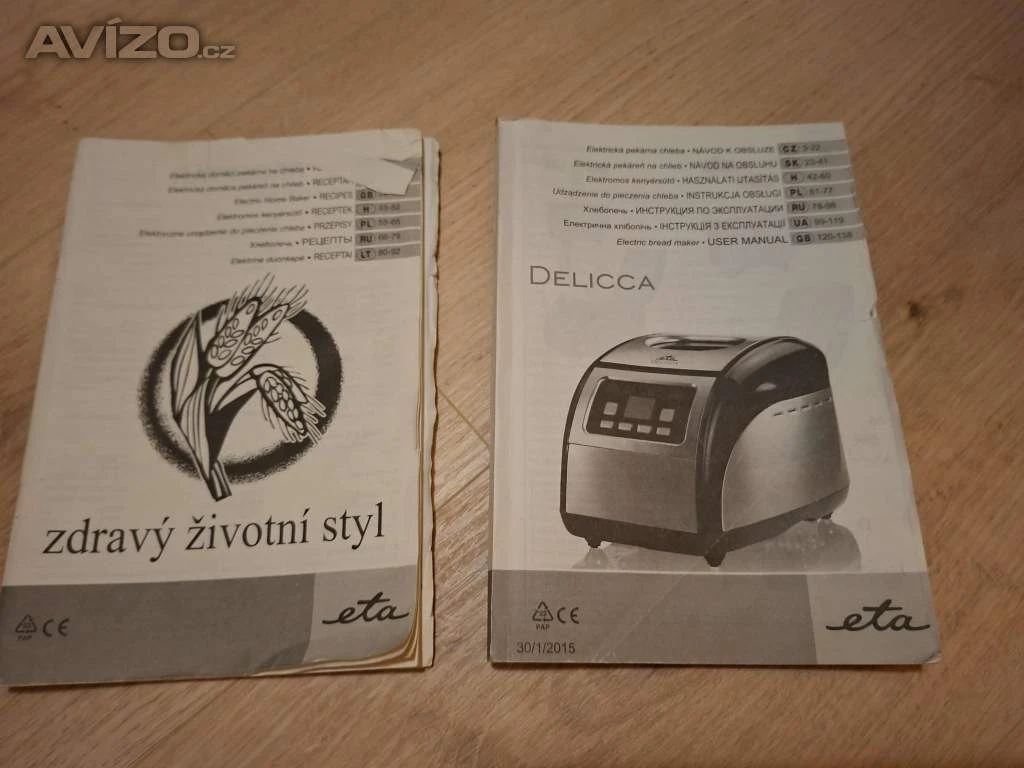 AVÍZO.cz
Elektrická domácí pekárna na chleba •
Elektrická domáca pekáreň na chlieb • RECEPTÁ
Electric Home Baker • RECIPES GB
Elektromos kenyérsütő • RECEPTEK H
Elektryczne urządzenie do pieczenia chleba • PRZEPISY PL 53-65
Хлебопечь • РЕЦЕПТЫ RU 66-79
Elektrinė duonkepė • RECEPTAI LT 80-92
zdravý životní styl
PAP
CE
eta
Elektrická pekárna chleba • NÁVOD K OBSLUZE CZ 3-22
Elektrická pekáreň na chlieb • NÁVOD NA OBSLUHU SK 23-41
Elektromos kenyérsütő • HASZNÁLATI UTASÍTÁS H 42-60
Udządzenie do pieczenia chleba • INSTRUKCJA OBSŁUGI PL 61-77
Хлебопечь • ИНСТРУКЦИЯ ПО ЭКСПЛУАТАЦИИ RU 78-98
Електрична хлібопічь • ІНСТРУКЦІЯ З ЕКСПЛУАТАЦІЇ UA 99-119
Electric bread maker • USER MANUAL GB 120-138
DELICCA
eta
PAP
CE
eta
30/1/2015